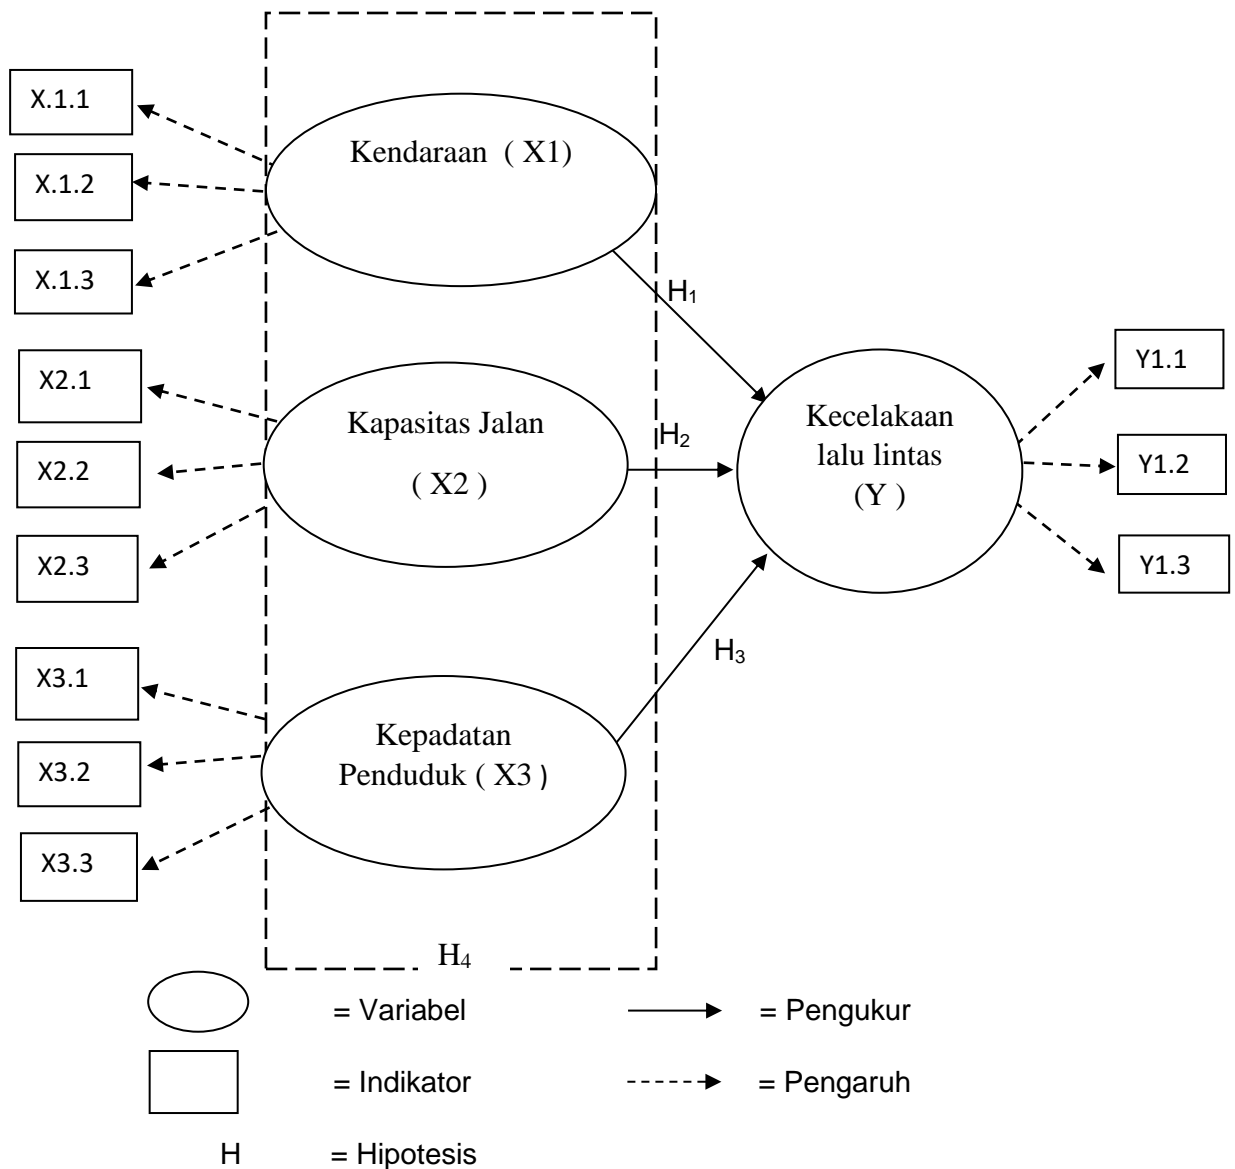 X.1.1
X.1.2
X.1.3
Kendaraan ( X1)
H1
X2.1
X2.2
X2.3
Kapasitas Jalan
( X2 )
H2
Kecelakaan
lalu lintas
(Y )
Y1.1
Y1.2
Y1.3
X3.1
X3.2
X3.3
Kepadatan
Penduduk ( X3 )
H3
H4
= Variabel
= Pengukur
= Indikator
= Pengaruh
H = Hipotesis